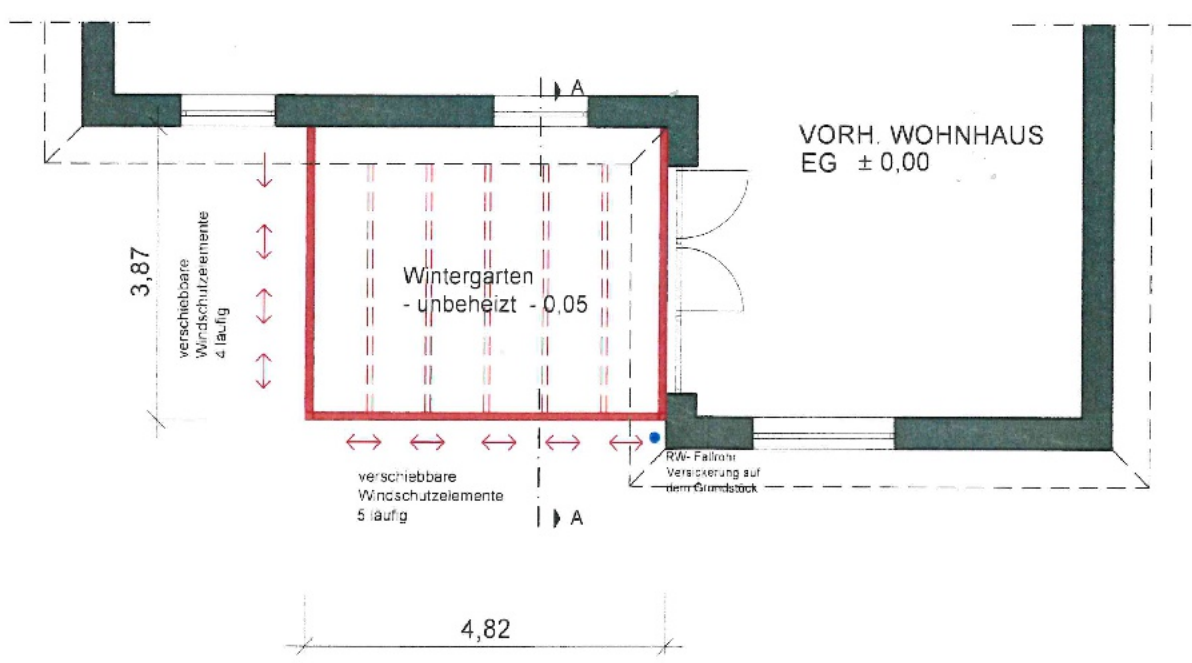 A
VORH. WOHNHAUS
EG ± 0,00
3,87
verschiebbare
Windschutzelemente
4 läufig
Wintergarten
- unbeheizt - 0,05
RW- Fallrohr
Versickerung auf
dem Grundstück
verschiebbare
Windschutzelemente
5 läufig
A
4,82